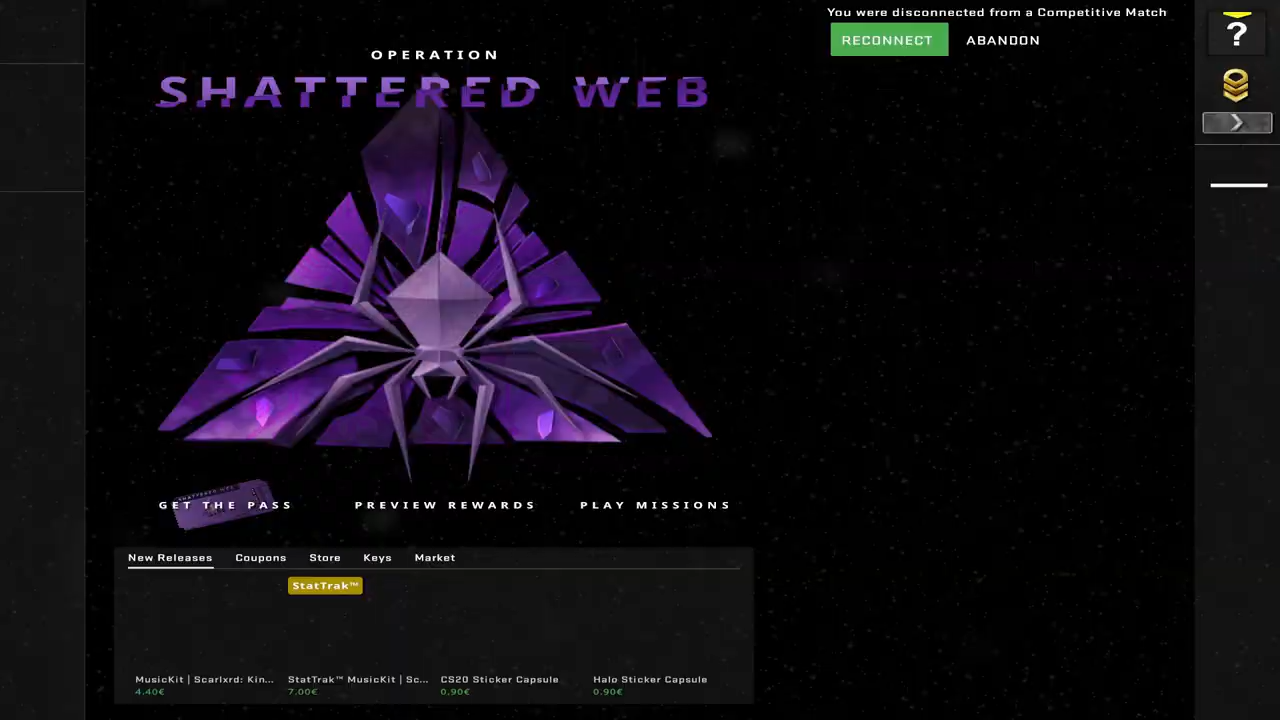 You were disconnected from a Competitive Match
RECONNECT ABANDON
?
OPERATION
SHATTERED WEB
GET THE PASS PREVIEW REWARDS PLAY MISSIONS
New Releases Coupons Store Keys Market
StatTrak™
MusicKit | Scarlxrd: Kin... StatTrak™ MusicKit | Sc... CS20 Sticker Capsule Halo Sticker Capsule
4.40€ 7.00€ 0.90€ 0.90€